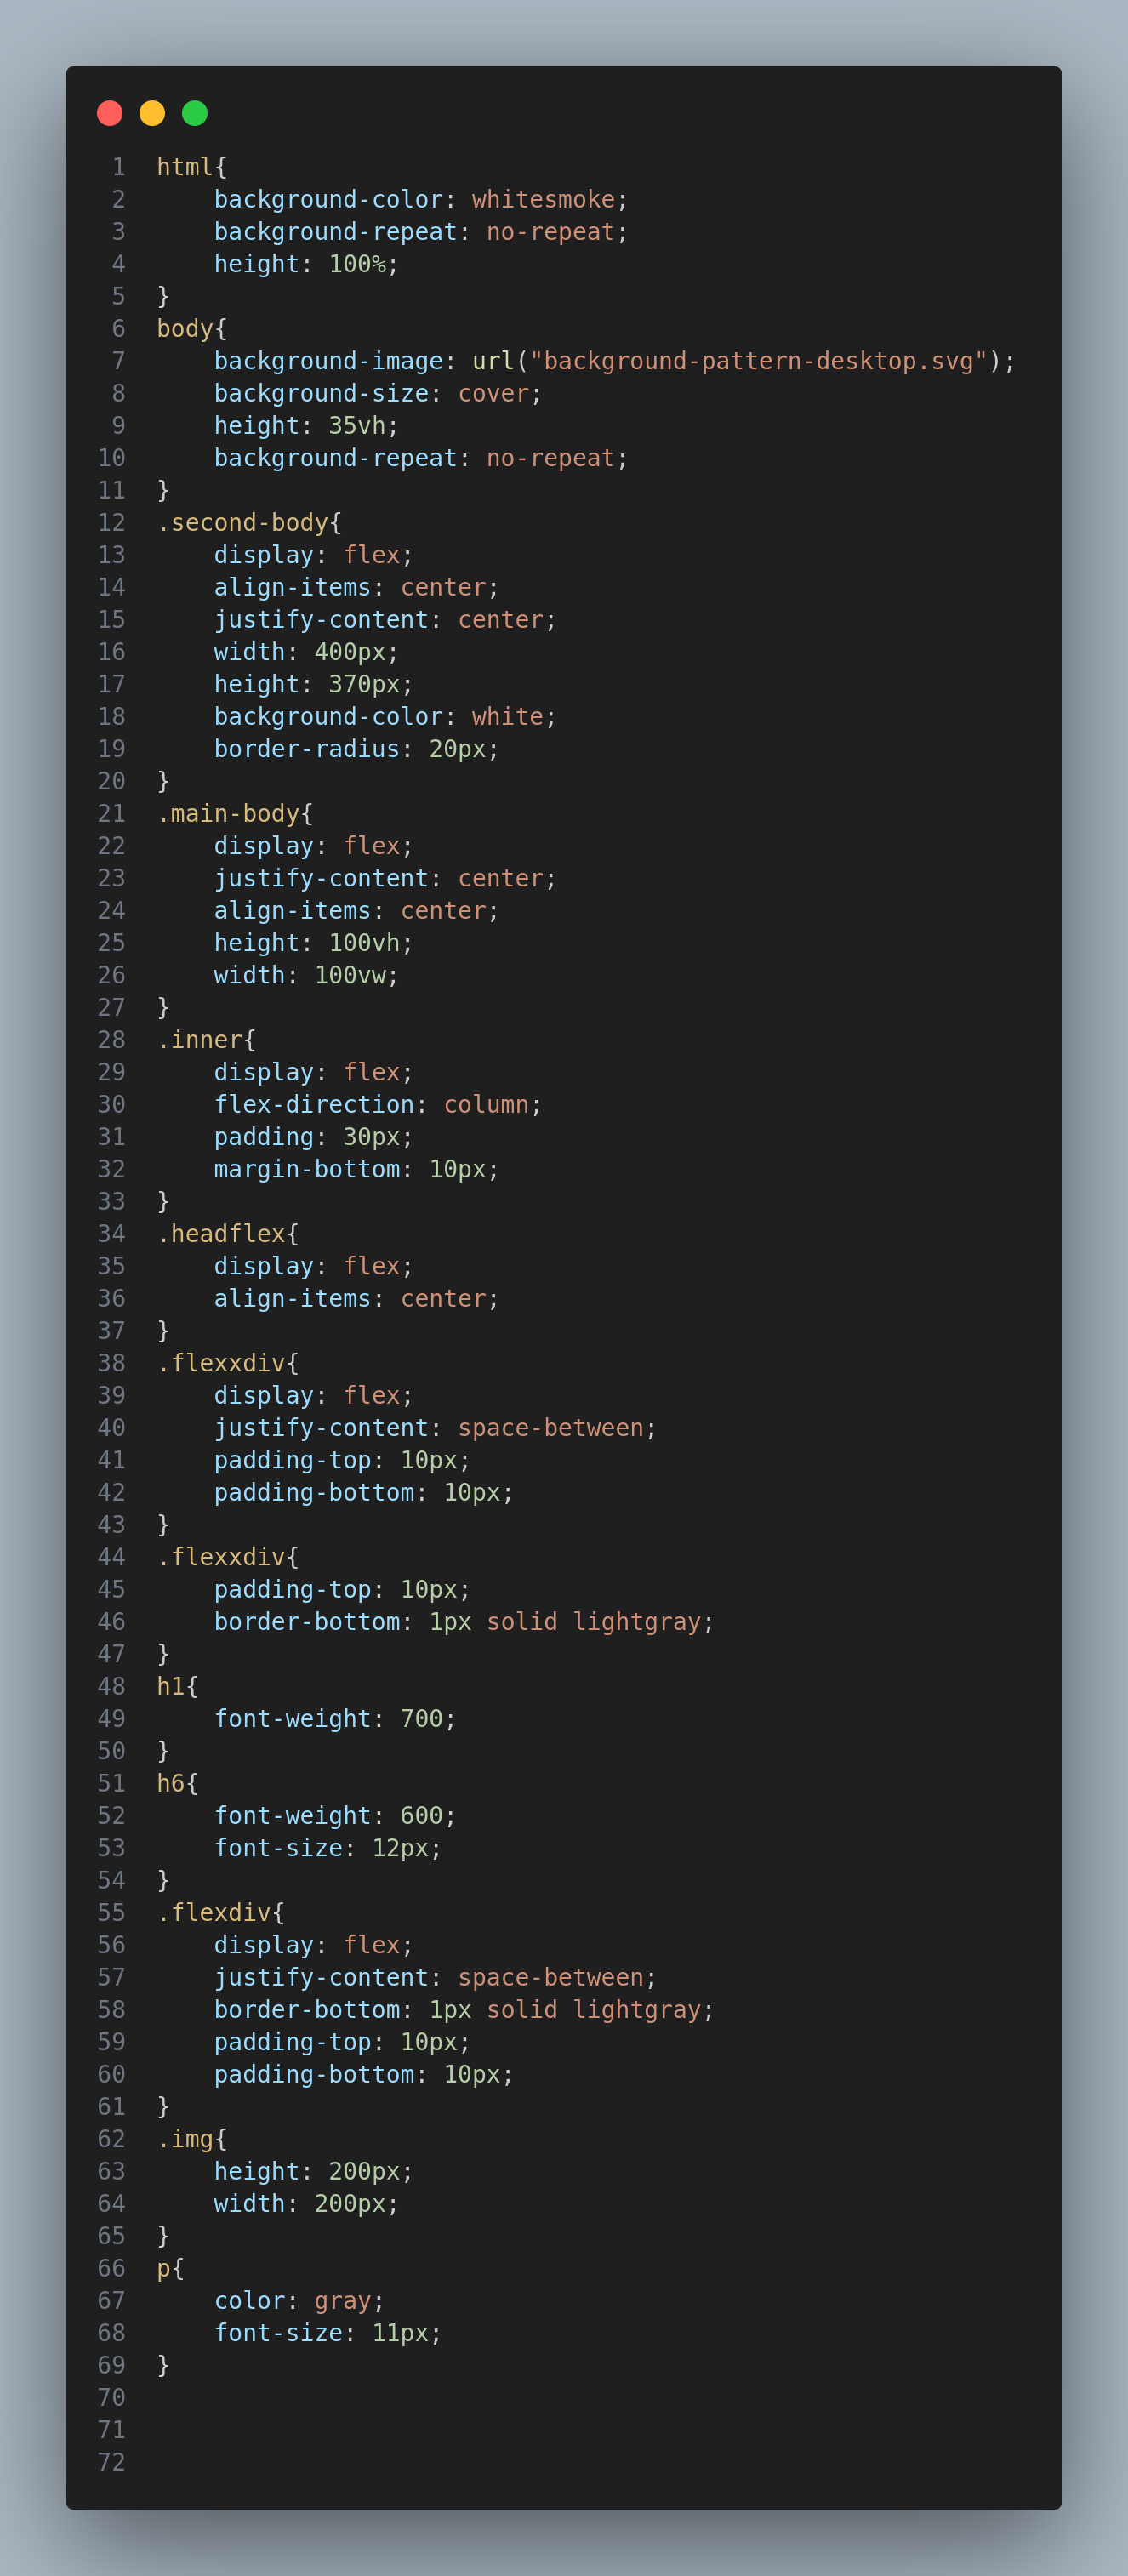 1 html{
2     background-color: whitesmoke;
3     background-repeat: no-repeat;
4     height: 100%;
5 }
6 body{
7     background-image: url("background-pattern-desktop.svg");
8     background-size: cover;
9     height: 35vh;
10     background-repeat: no-repeat;
11 }
12 .second-body{
13     display: flex;
14     align-items: center;
15     justify-content: center;
16     width: 400px;
17     height: 370px;
18     background-color: white;
19     border-radius: 20px;
20 }
21 .main-body{
22     display: flex;
23     justify-content: center;
24     align-items: center;
25     height: 100vh;
26     width: 100vw;
27 }
28 .inner{
29     display: flex;
30     flex-direction: column;
31     padding: 30px;
32     margin-bottom: 10px;
33 }
34 .headflex{
35     display: flex;
36     align-items: center;
37 }
38 .flexxdiv{
39     display: flex;
40     justify-content: space-between;
41     padding-top: 10px;
42     padding-bottom: 10px;
43 }
44 .flexxdiv{
45     padding-top: 10px;
46     border-bottom: 1px solid lightgray;
47 }
48 h1{
49     font-weight: 700;
50 }
51 h6{
52     font-weight: 600;
53     font-size: 12px;
54 }
55 .flexdiv{
56     display: flex;
57     justify-content: space-between;
58     border-bottom: 1px solid lightgray;
59     padding-top: 10px;
60     padding-bottom: 10px;
61 }
62 .img{
63     height: 200px;
64     width: 200px;
65 }
66 p{
67     color: gray;
68     font-size: 11px;
69 }
70
71
72